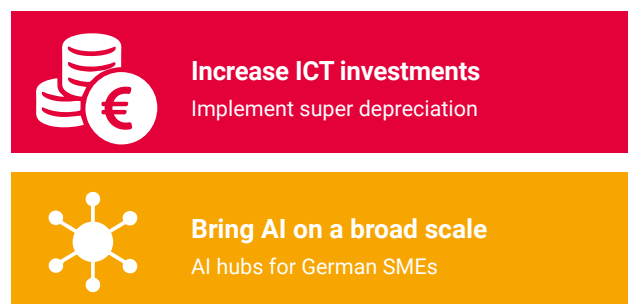 €
Increase ICT investments
Implement super depreciation
Bring AI on a broad scale
AI hubs for German SMEs